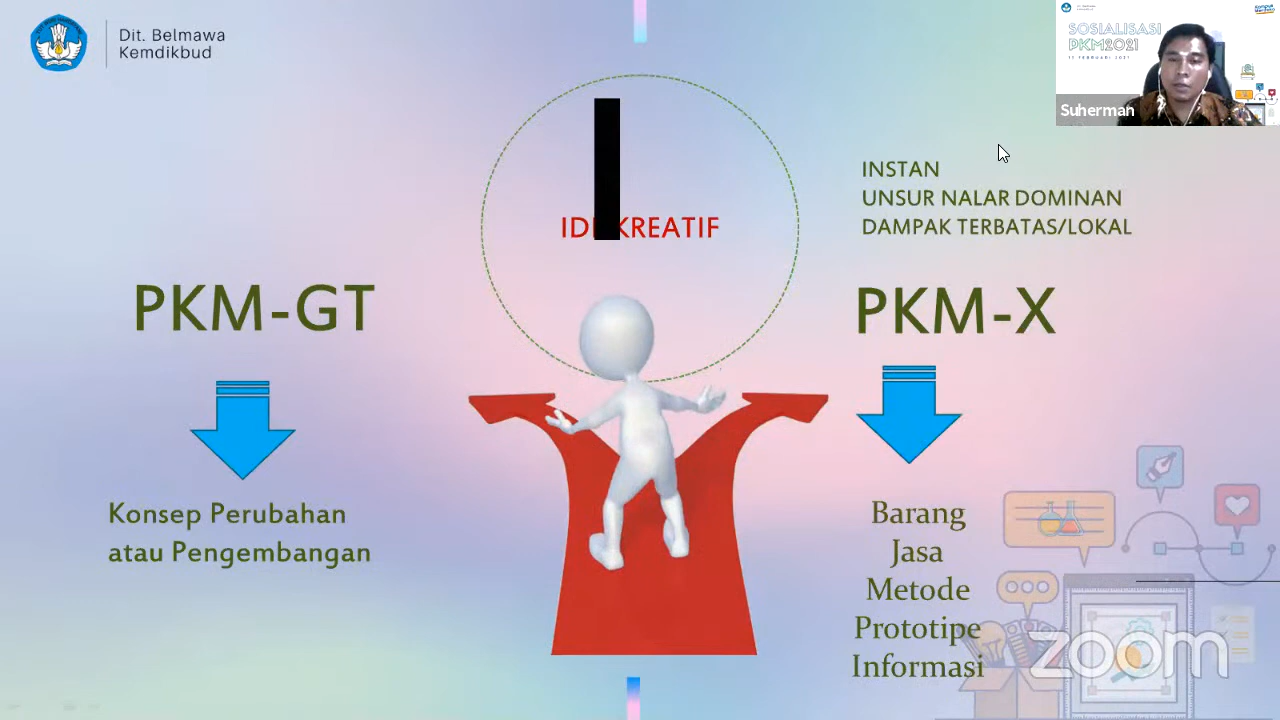 Dit. Belmawa
Kemdikbud
SOSIALISASI
PKM2021
Suherman
INSTAN
UNSUR NALAR DOMINAN
DAMPAK TERBATAS/LOKAL
KREATIF
PKM-GT
PKM-X
Konsep Perubahan
atau Pengembangan
Barang
Jasa
Metode
Prototipe
Informasi
zoom